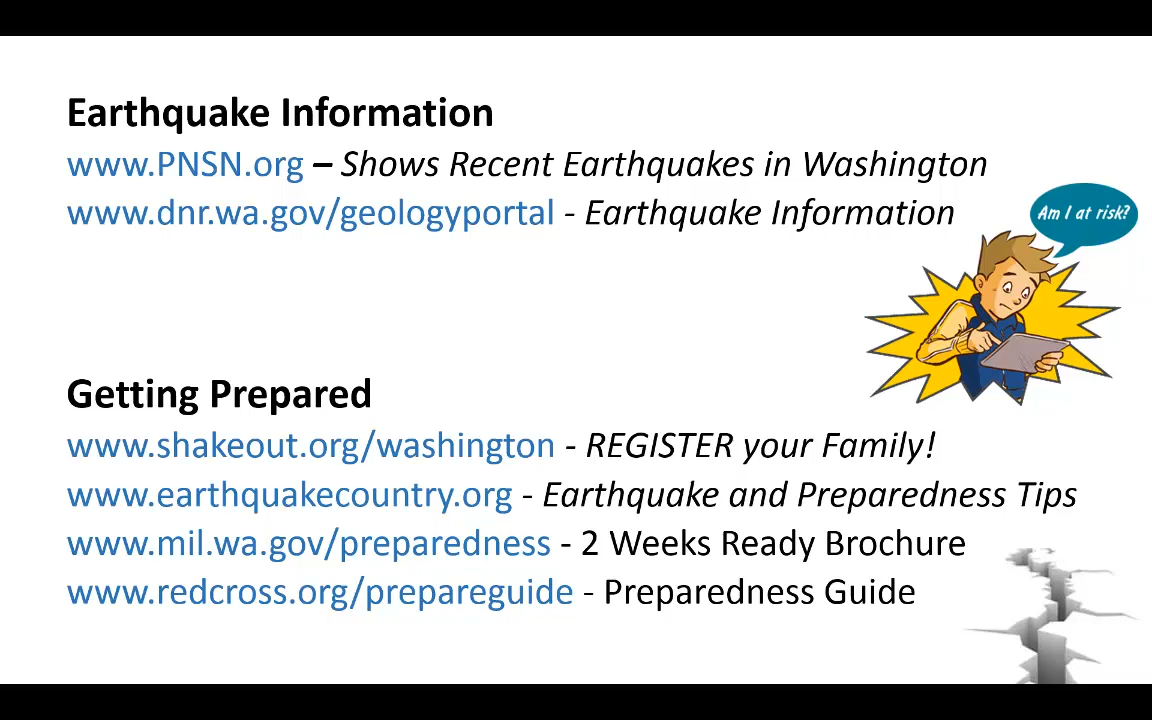 Earthquake Information
www.PNSN.org – Shows Recent Earthquakes in Washington
www.dnr.wa.gov/geologyportal - Earthquake Information
Am I at risk?
Getting Prepared
www.shakeout.org/washington - REGISTER your Family!
www.earthquakecountry.org - Earthquake and Preparedness Tips
www.mil.wa.gov/preparedness - 2 Weeks Ready Brochure
www.redcross.org/prepareguide - Preparedness Guide